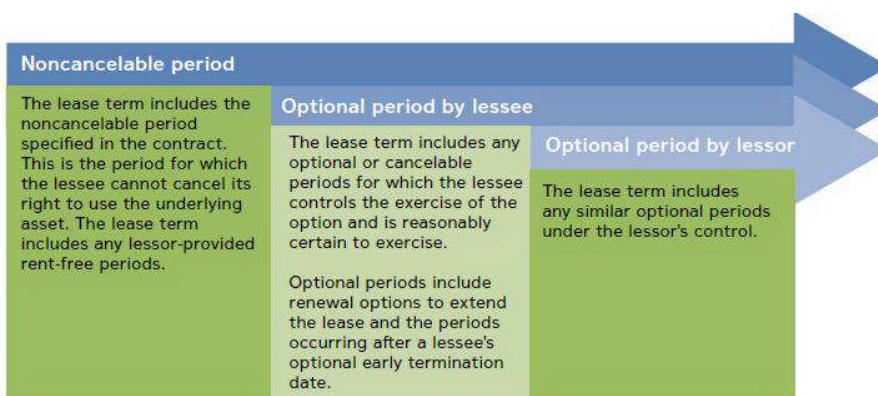 Noncancelable period
The lease term includes the
noncancelable period
specified in the contract.
This is the period for which
the lessee cannot cancel its
right to use the underlying
asset. The lease term
includes any lessor-provided
rent-free periods.
Optional period by lessee
The lease term includes any
optional or cancelable
periods for which the lessee
controls the exercise of the
option and is reasonably
certain to exercise.
Optional periods include
renewal options to extend
the lease and the periods
occurring after a lessee's
optional early termination
date.
Optional period by lessor
The lease term includes
any similar optional periods
under the lessor's control.